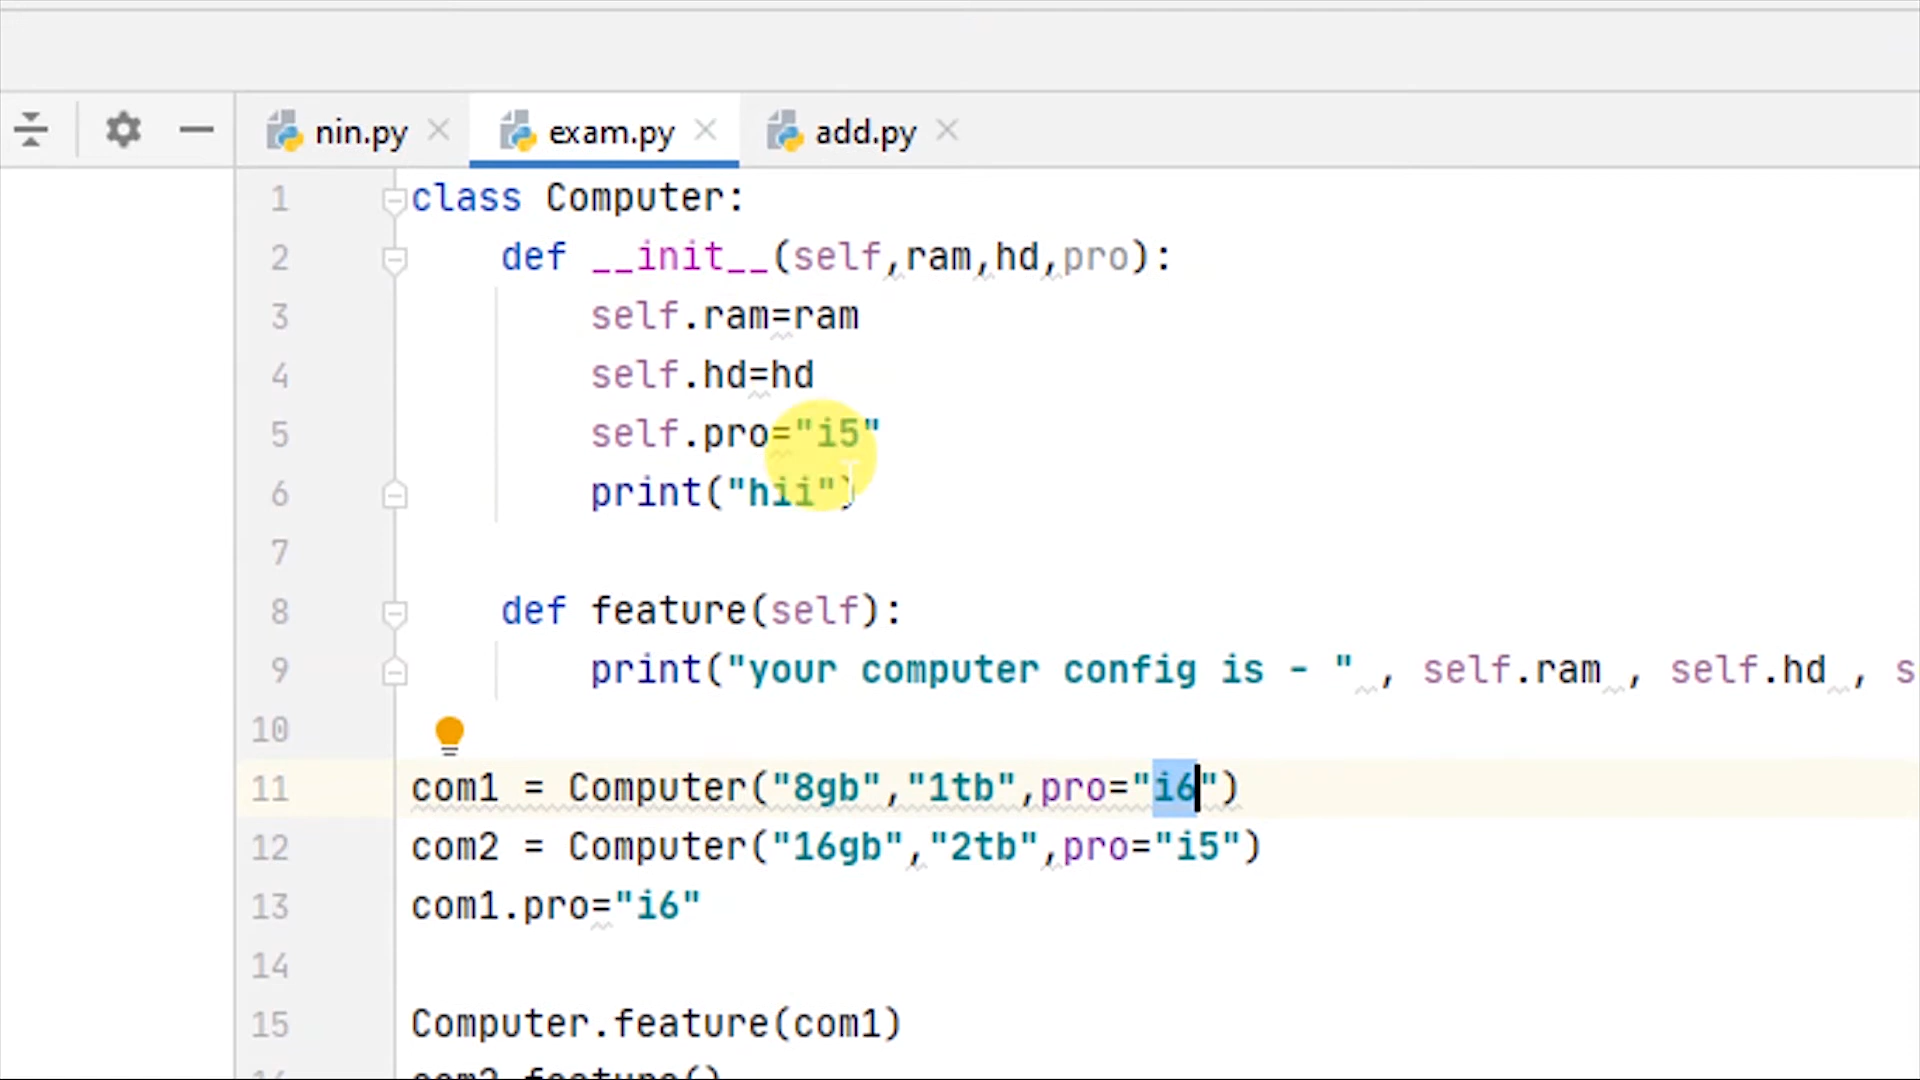 nin.py exam.py add.py
1 class Computer:
2 def __init__(self,ram,hd,pro):
3 self.ram=ram
4 self.hd=hd
5 self.pro="i5"
6 print("hii")
7
8 def feature(self):
9 print("your computer config is - " , self.ram , self.hd , s
10
11 com1 = Computer("8gb","1tb",pro="i6")
12 com2 = Computer("16gb","2tb",pro="i5")
13 com1.pro="i6"
14
15 Computer.feature(com1)
16 com2.feature()